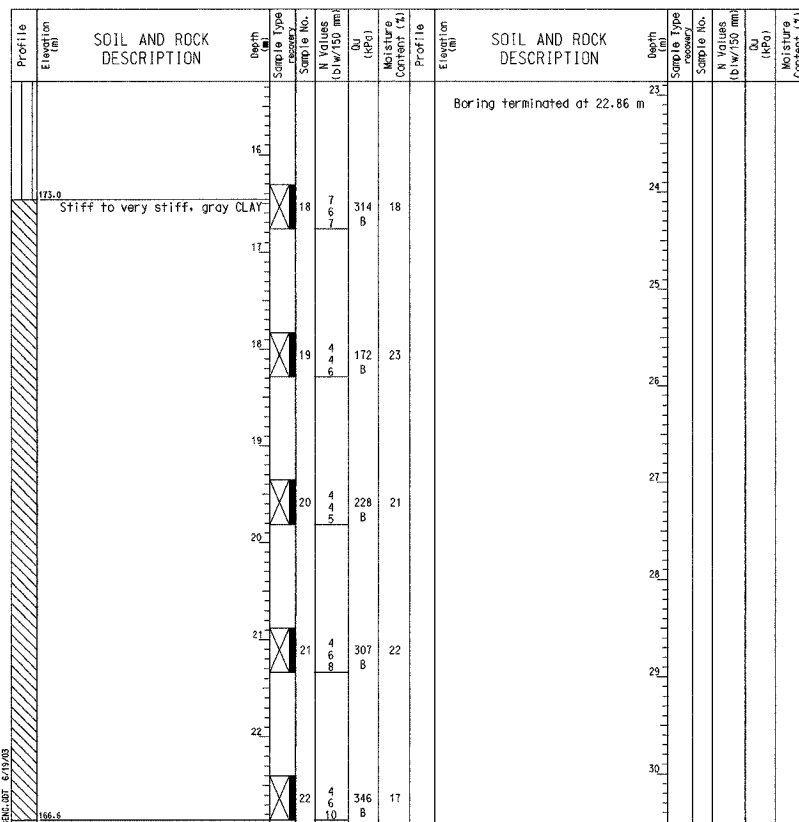 Profile
Elevation (m)
SOIL AND ROCK
DESCRIPTION
Depth (m)
Sample Type
recovery
Sample No.
N Values
(blw/150 mm)
Qu
(kPa)
Moisture
Content (%)
Profile
Elevation
(m)
SOIL AND ROCK
DESCRIPTION
Depth
(m)
Sample Type
recovery
Sample No.
N Values
(blw/150 mm)
Qu
(kPa)
Moisture
Content (%)
16
173.0
Stiff to very stiff, gray CLAY
18
7
6
7
314
B
18
17
18
19
4
4
6
172
B
23
19
20
4
4
5
228
B
21
20
21
21
4
6
8
307
B
22
22
22
4
6
10
346
B
17
166.6
6/19/03
23
Boring terminated at 22.86 m
24
25
26
27
28
29
30